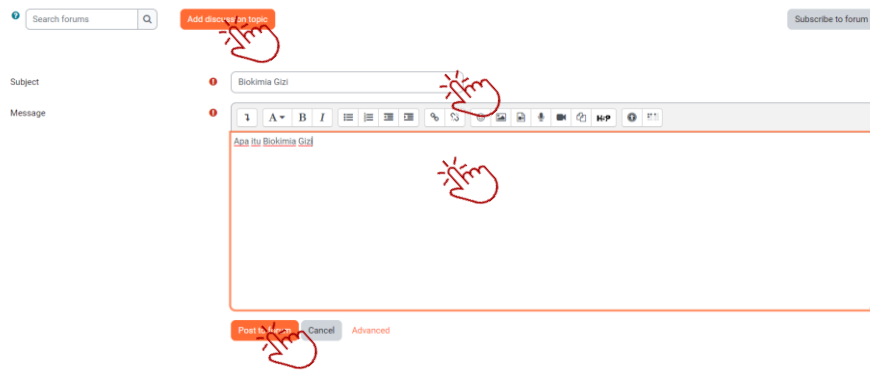 Search forums
Add discussion topic
Subscribe to forum
Subject
Biokimia Gizi
Message
A B I H-P
Apa itu Biokimia Gizi
Post to forum Cancel Advanced